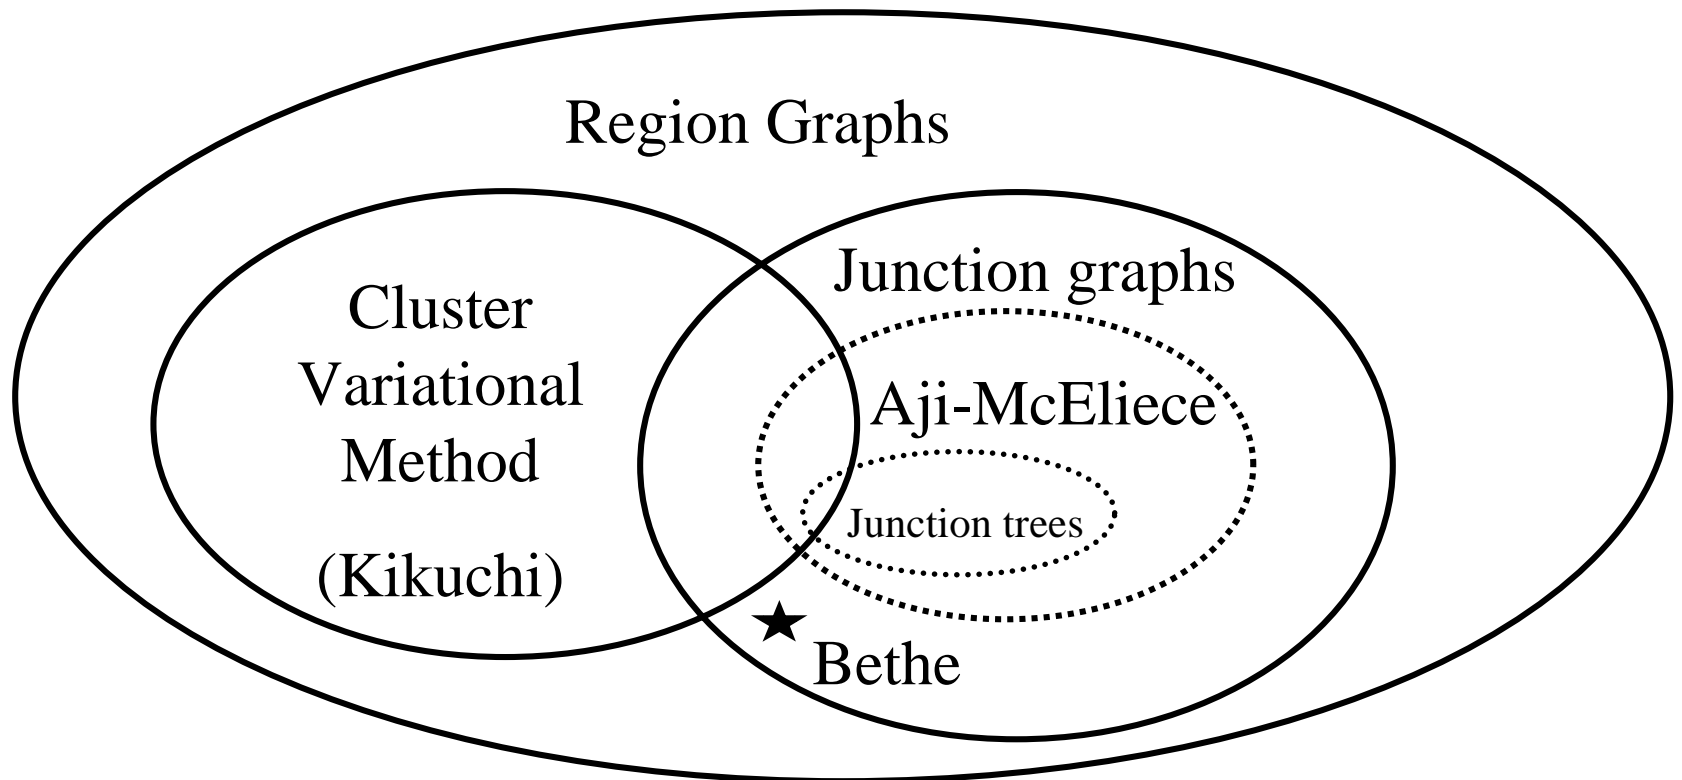 Region Graphs
Cluster
Variational
Method
(Kikuchi)
Junction graphs
Aji-McEliece
Junction trees
Bethe